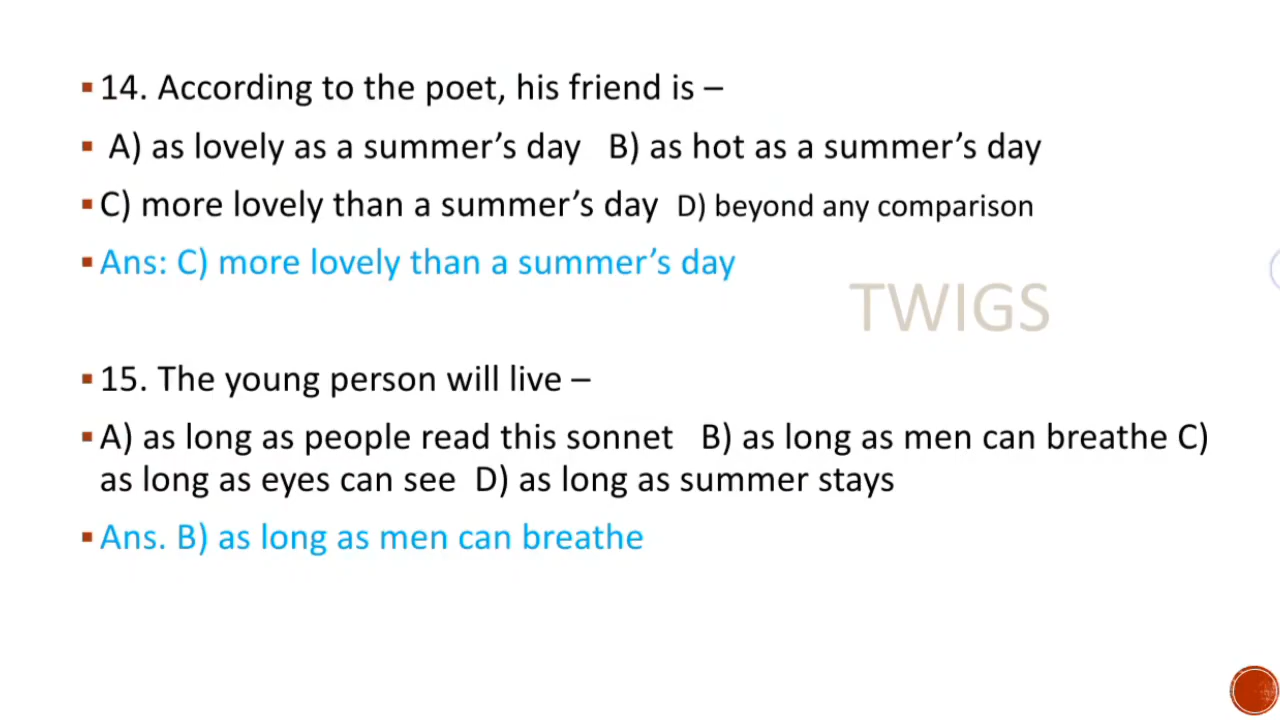 14. According to the poet, his friend is –
A) as lovely as a summer's day B) as hot as a summer's day
C) more lovely than a summer's day D) beyond any comparison
Ans: C) more lovely than a summer's day
TWIGS
15. The young person will live –
A) as long as people read this sonnet B) as long as men can breathe C)
as long as eyes can see D) as long as summer stays
Ans. B) as long as men can breathe